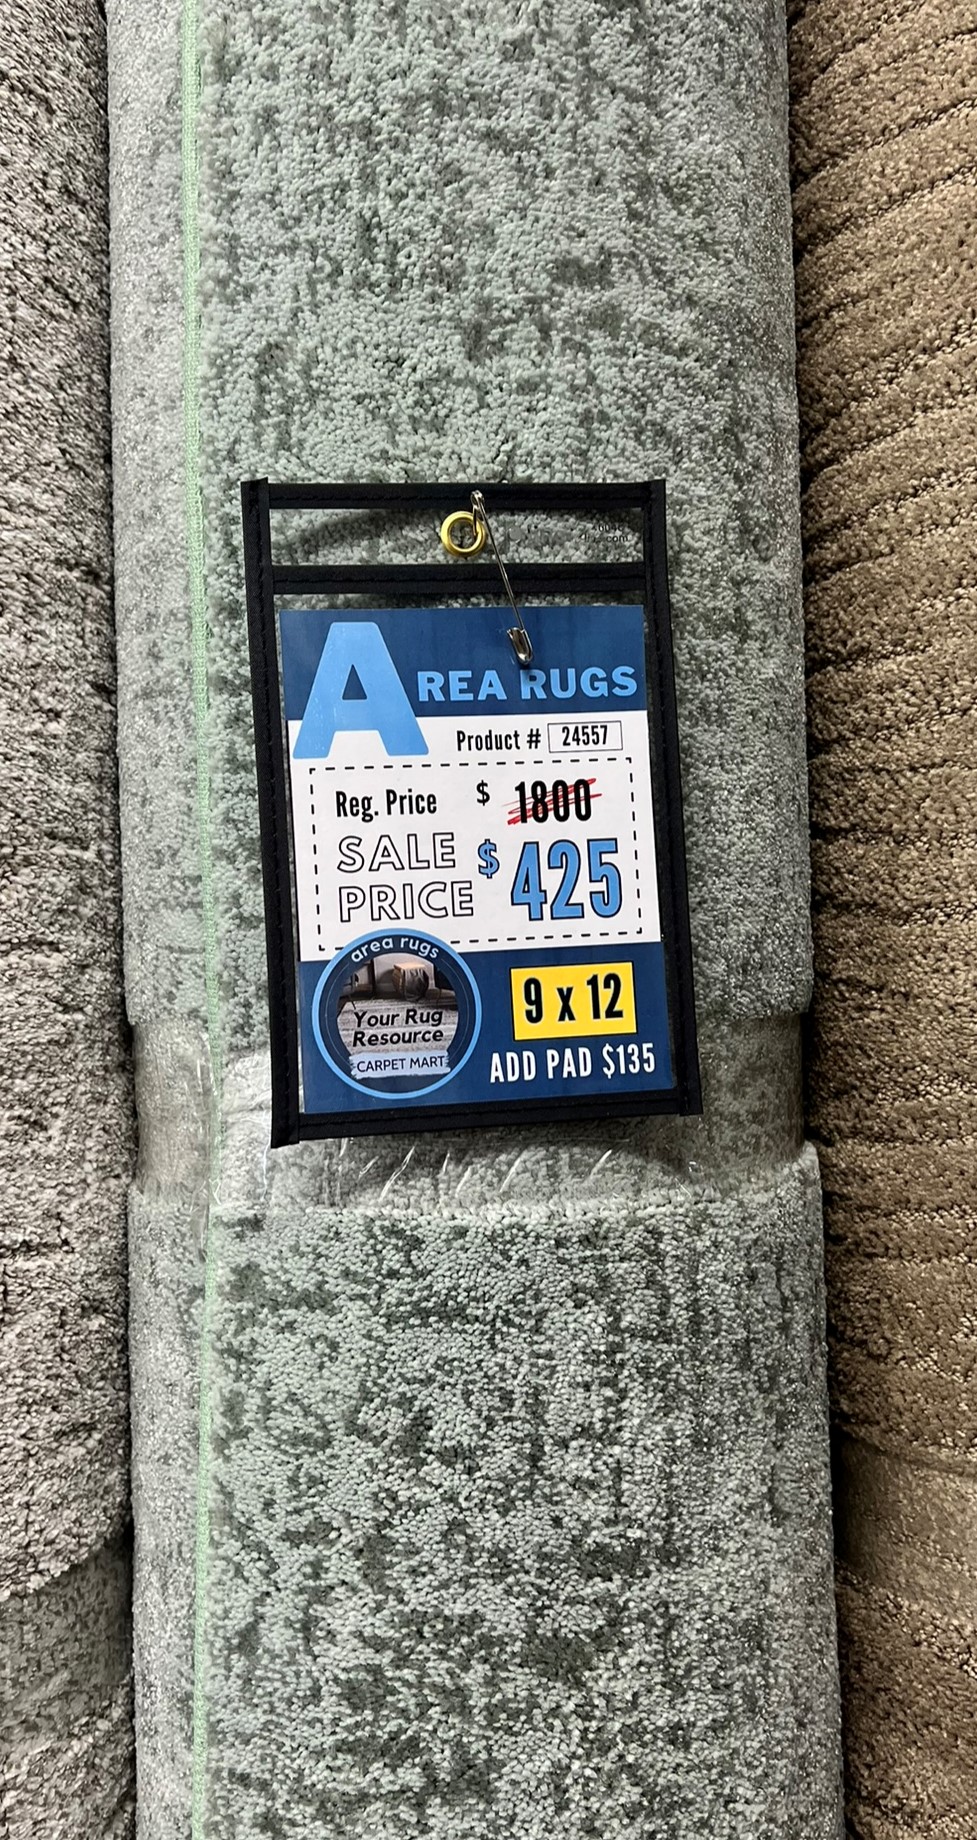 AREA RUGS
Product # 24557
Reg. Price $ 1800
SALE PRICE $ 425
area rugs
Your Rug
Resource
CARPET MART
9 x 12
ADD PAD $135